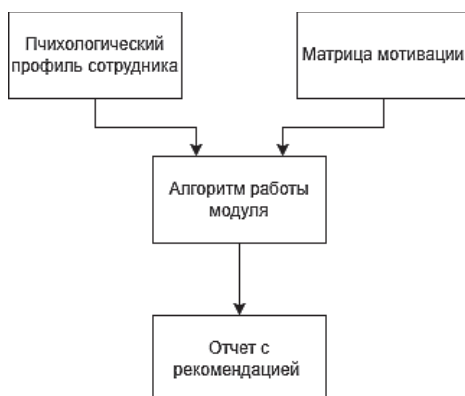 Пчихологический
профиль сотрудника
Матрица мотивации
Алгоритм работы
модуля
Отчет с
рекомендацией